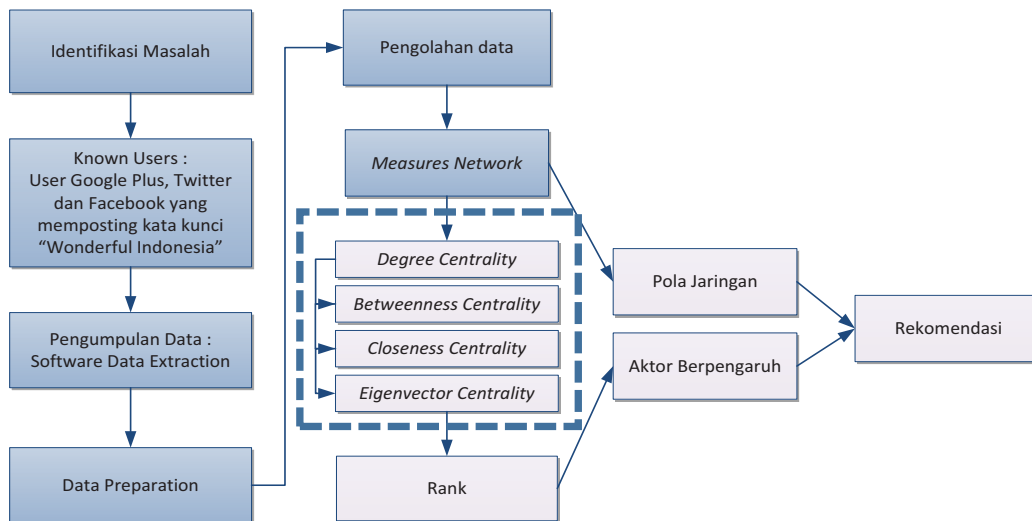 Identifikasi Masalah
Known Users :
User Google Plus, Twitter
dan Facebook yang
memposting kata kunci
“Wonderful Indonesia”
Pengumpulan Data :
Software Data Extraction
Data Preparation
Pengolahan data
Measures Network
Degree Centrality
Betweenness Centrality
Closeness Centrality
Eigenvector Centrality
Rank
Pola Jaringan
Aktor Berpengaruh
Rekomendasi